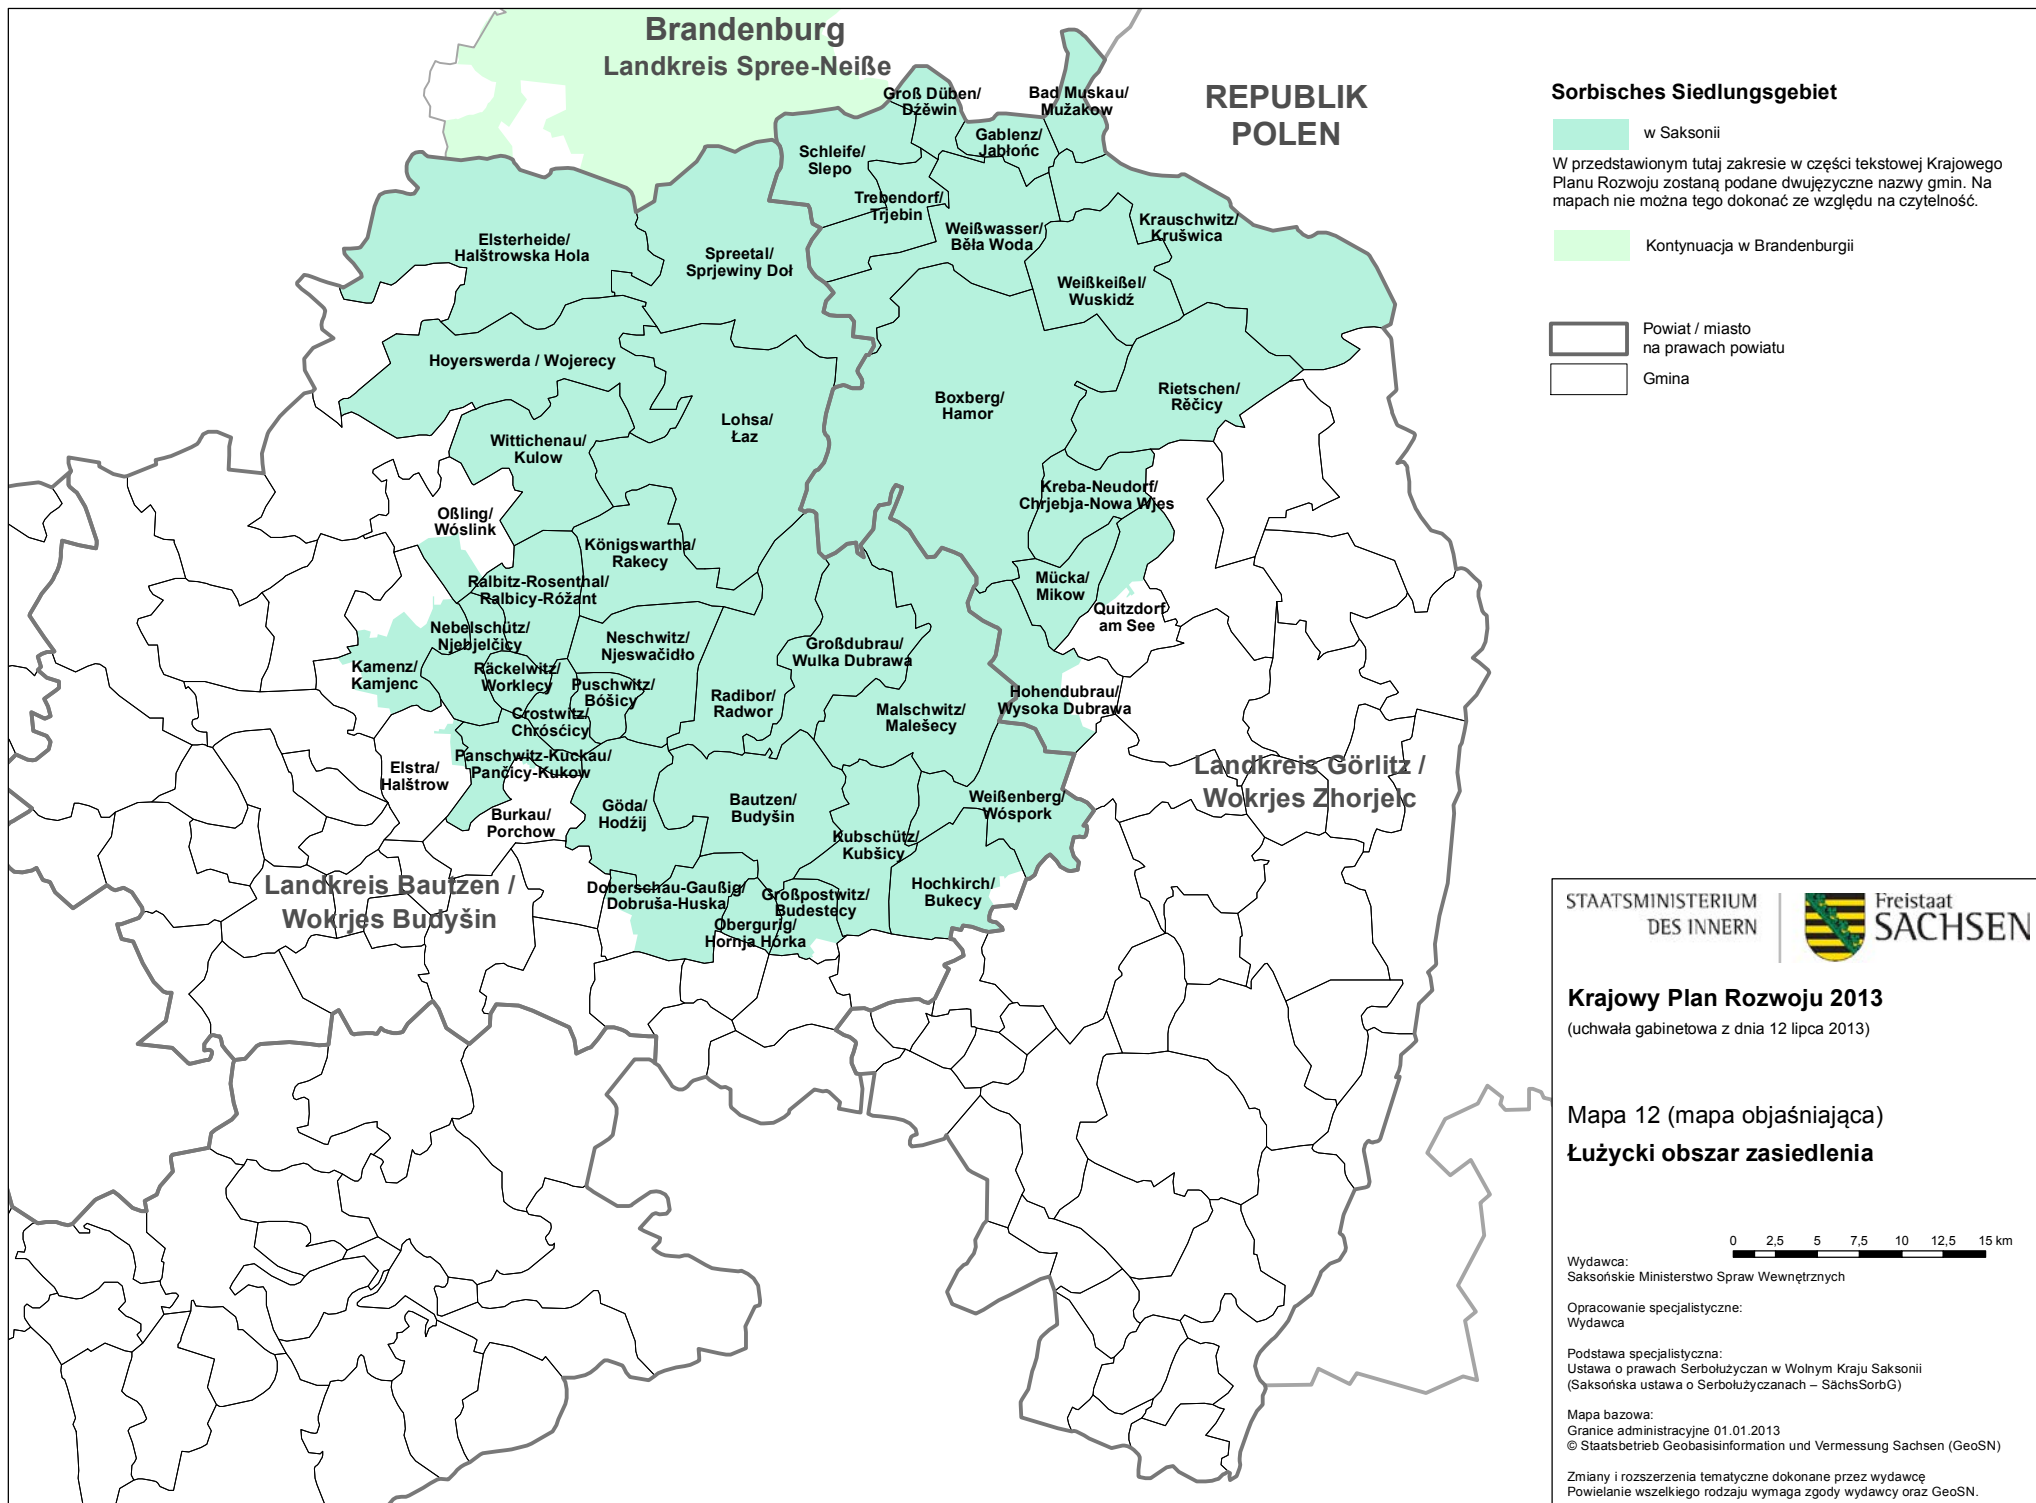 Brandenburg
Landkreis Spree-Neiße
REPUBLIK
POLEN
Groß Düben/
Dźěwin
Bad Muskau/
Mužakow
Gablenz/
Jabłońc
Schleife/
Slepo
Trebendorf/
Trjebin
Weißwasser/
Běła Woda
Krauschwitz/
Krušwica
Elsterheide/
Halštrowska Hola
Spreetal/
Sprjewiny Doł
Weißkeißel/
Wuskidź
Hoyerswerda / Wojerecy
Boxberg/
Hamor
Rietschen/
Rěčicy
Lohsa/
Łaz
Wittichenau/
Kulow
Kreba-Neudorf/
Chrjebja-Nowa Wjes
Oßling/
Wóslink
Königswartha/
Rakecy
Ralbitz-Rosenthal/
Ralbicy-Różant
Mücka/
Mikow
Quitzdorf
am See
Nebelschütz/
Njebjelčicy
Neschwitz/
Njeswačidło
Großdubrau/
Wulka Dubrawa
Kamenz/
Kamjenc
Räckelwitz/
Worklecy
Puschwitz/
Bóšicy
Radibor/
Radwor
Malschwitz/
Malešecy
Hohendubrau/
Wysoka Dubrawa
Crostwitz/
Chrósćicy
Panschwitz-Kuckau/
Pančicy-Kukow
Elstra/
Halštrow
Landkreis Görlitz /
Wokrjes Zhorjelc
Burkau/
Porchow
Göda/
Hodźij
Bautzen/
Budyšin
Weißenberg/
Wóspork
Kubschütz/
Kubšicy
Landkreis Bautzen /
Wokrjes Budyšin
Doberschau-Gaußig/
Dobruša-Huska
Großpostwitz/
Budestecy
Hochkirch/
Bukecy
Obergurig/
Hornja Hórka
Sorbisches Siedlungsgebiet
w Saksonii
W przedstawionym tutaj zakresie w części tekstowej Krajowego
Planu Rozwoju zostaną podane dwujęzyczne nazwy gmin. Na
mapach nie można tego dokonać ze względu na czytelność.
Kontynuacja w Brandenburgii
Powiat / miasto
na prawach powiatu
Gmina
STAATSMINISTERIUM
DES INNERN
Freistaat
SACHSEN
Krajowy Plan Rozwoju 2013
(uchwała gabinetowa z dnia 12 lipca 2013)
Mapa 12 (mapa objaśniająca)
Łużycki obszar zasiedlenia
0 2,5 5 7,5 10 12,5 15 km
Wydawca:
Saksońskie Ministerstwo Spraw Wewnętrznych
Opracowanie specjalistyczne:
Wydawca
Podstawa specjalistyczna:
Ustawa o prawach Serbołużyczan w Wolnym Kraju Saksonii
(Saksońska ustawa o Serbołużyczanach – SächsSorbG)
Mapa bazowa:
Granice administracyjne 01.01.2013
© Staatsbetrieb Geobasisinformation und Vermessung Sachsen (GeoSN)
Zmiany i rozszerzenia tematyczne dokonane przez wydawcę
Powielanie wszelkiego rodzaju wymaga zgody wydawcy oraz GeoSN.